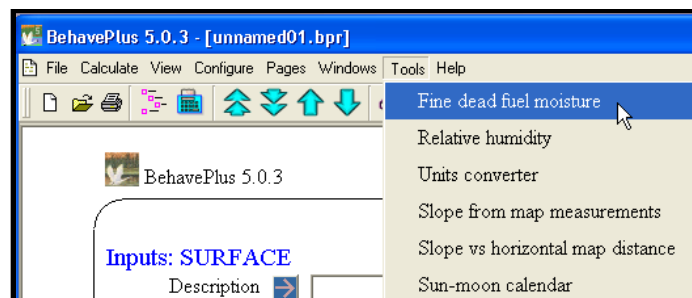 BehavePlus 5.0.3 - [unnamed01.bpr]
File Calculate View Configure Pages Windows Tools Help
Fine dead fuel moisture
Relative humidity
Units converter
Slope from map measurements
Slope vs horizontal map distance
Sun-moon calendar
BehavePlus 5.0.3
Inputs: SURFACE
Description